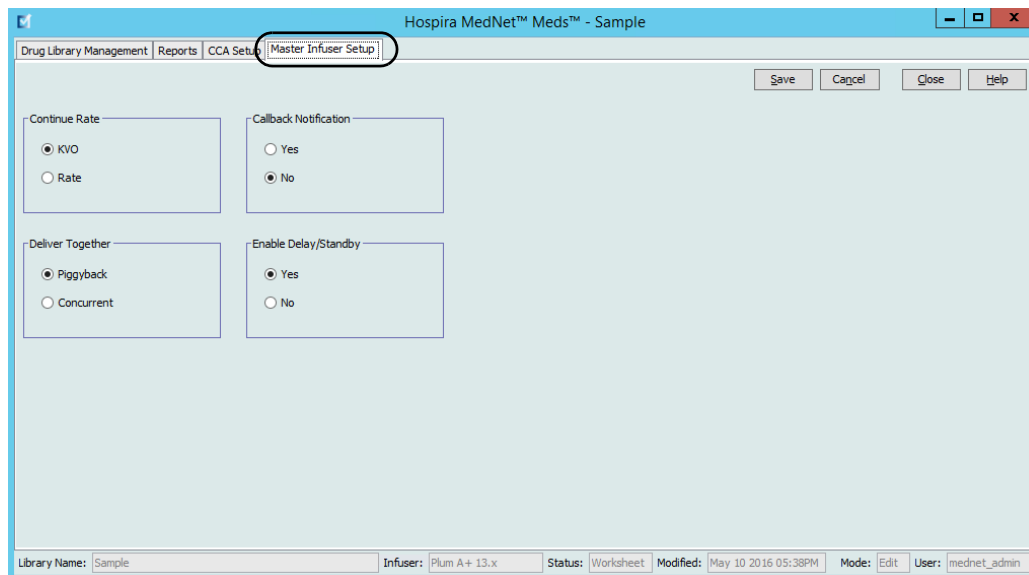 Hospira MedNet™ Meds™ - Sample
Drug Library Management Reports CCA Setup Master Infuser Setup
Save Cancel Close Help
Continue Rate
KVO
Rate
Callback Notification
Yes
No
Deliver Together
Piggyback
Concurrent
Enable Delay/Standby
Yes
No
Library Name: Sample Infuser: Plum A+ 13.x Status: Worksheet Modified: May 10 2016 05:38PM Mode: Edit User: mednet_admin